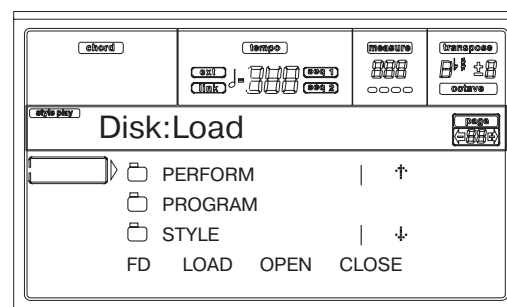 chord tempo measure transpose
ext seq 1
link seq 2
octave
style play Disk:Load page
PERFORM
PROGRAM
STYLE
FD LOAD OPEN CLOSE